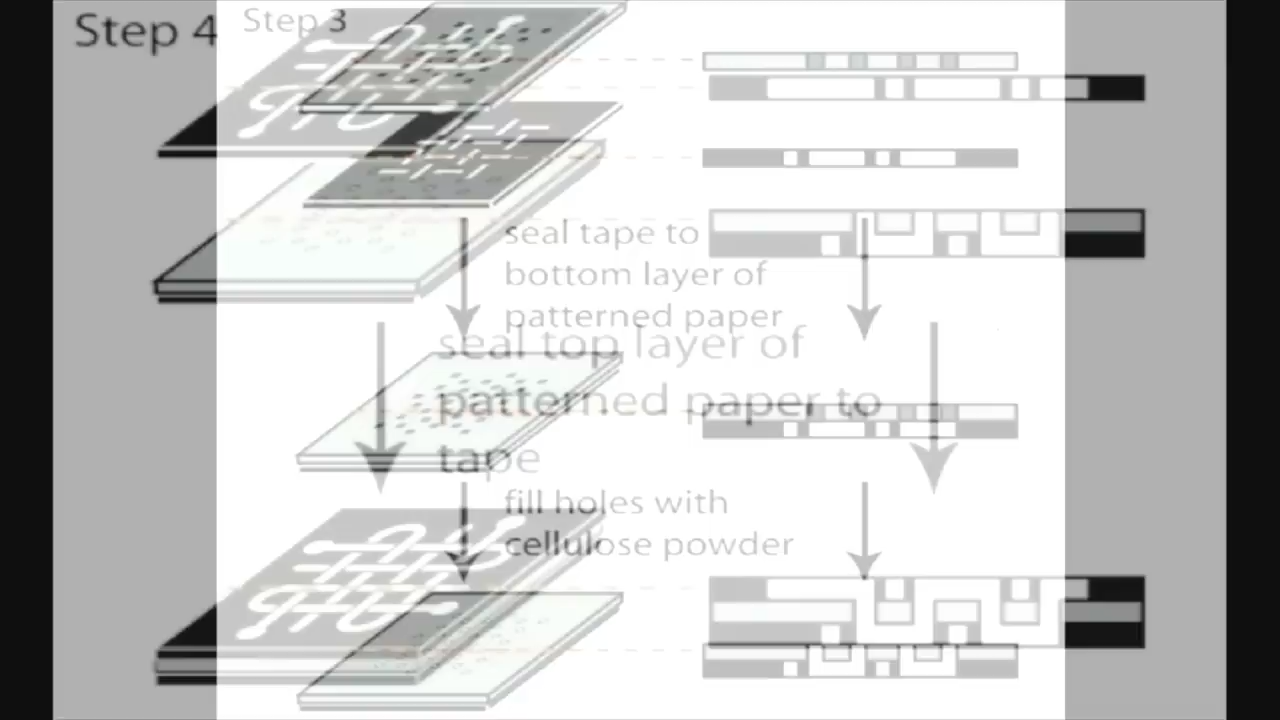 Step 4
Step 3
seal tape to
bottom layer of
patterned paper
seal top layer of
patterned paper to
tape
fill holes with
cellulose powder